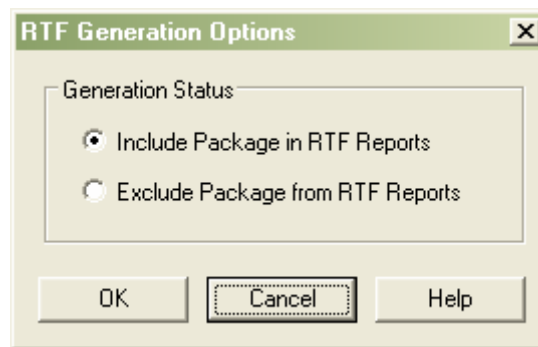 RTF Generation Options
Generation Status
Include Package in RTF Reports
Exclude Package from RTF Reports
OK Cancel Help